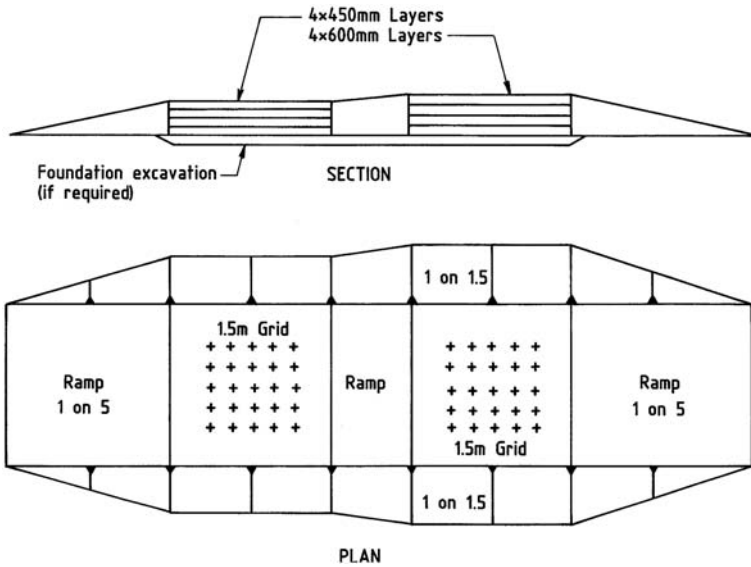 4×450mm Layers
4×600mm Layers
Foundation excavation
(if required)
SECTION
1 on 1.5
1.5m Grid
Ramp
1 on 5
Ramp
Ramp
1 on 5
1.5m Grid
1 on 1.5
PLAN